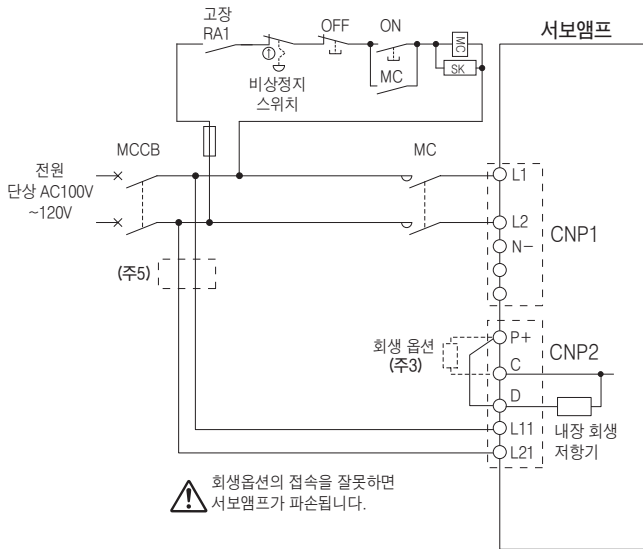 고장
RA1
OFF
ON
MC
SK
MC
비상정지
스위치
서보앰프
MCCB
MC
전원
단상 AC100V
~120V
L1
L2
N−
CNP1
(주5)
회생 옵션
(주3)
P+
C
D
L11
L21
CNP2
내장 회생
저항기
회생옵션의 접속을 잘못하면
서보앰프가 파손됩니다.